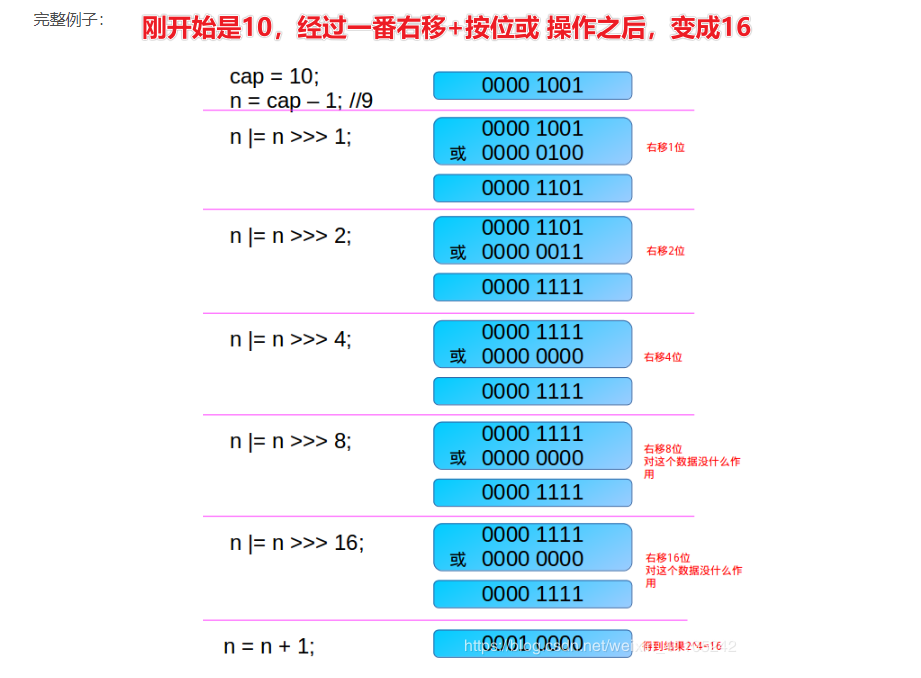 完整例子：
刚开始是10，经过一番右移+按位或 操作之后，变成16
cap = 10;
n = cap – 1; //9
0000 1001
n |= n >>> 1;
0000 1001
或 0000 0100
右移1位
0000 1101
n |= n >>> 2;
0000 1101
或 0000 0011
右移2位
0000 1111
n |= n >>> 4;
0000 1111
或 0000 0000
右移4位
0000 1111
n |= n >>> 8;
0000 1111
或 0000 0000
右移8位
对这个数据没什么作
用
0000 1111
n |= n >>> 16;
0000 1111
或 0000 0000
右移16位
对这个数据没什么作
用
0000 1111
n = n + 1;
0001 0000
得到结果2^4=16